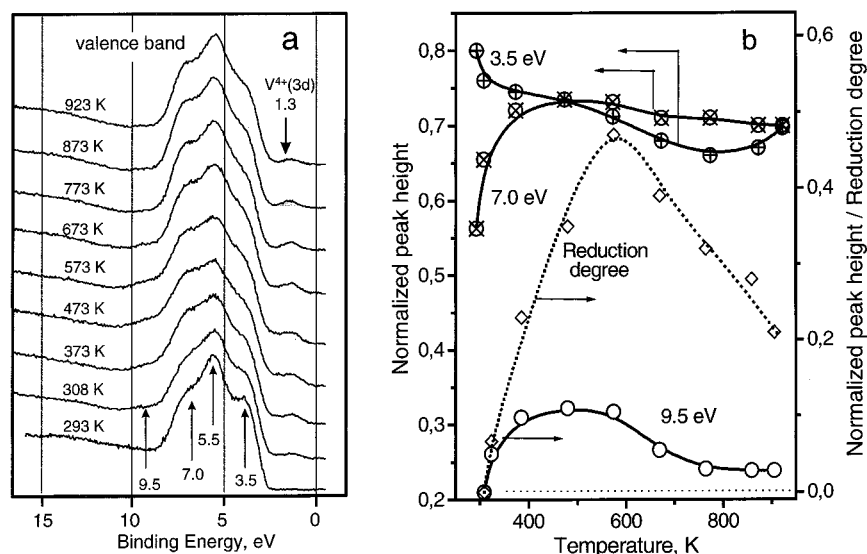 a
valence band
V4+(3d)
1.3
923 K
873 K
773 K
673 K
573 K
473 K
373 K
308 K
293 K
9.5
7.0
5.5
3.5
15
10
5
0
Binding Energy, eV
b
Normalized peak height
0,8
0,7
0,6
0,5
0,4
0,3
0,2
3.5 eV
7.0 eV
Reduction
degree
9.5 eV
400
600
800
Temperature, K
0,6
0,4
0,2
0,0
Normalized peak height / Reduction degree